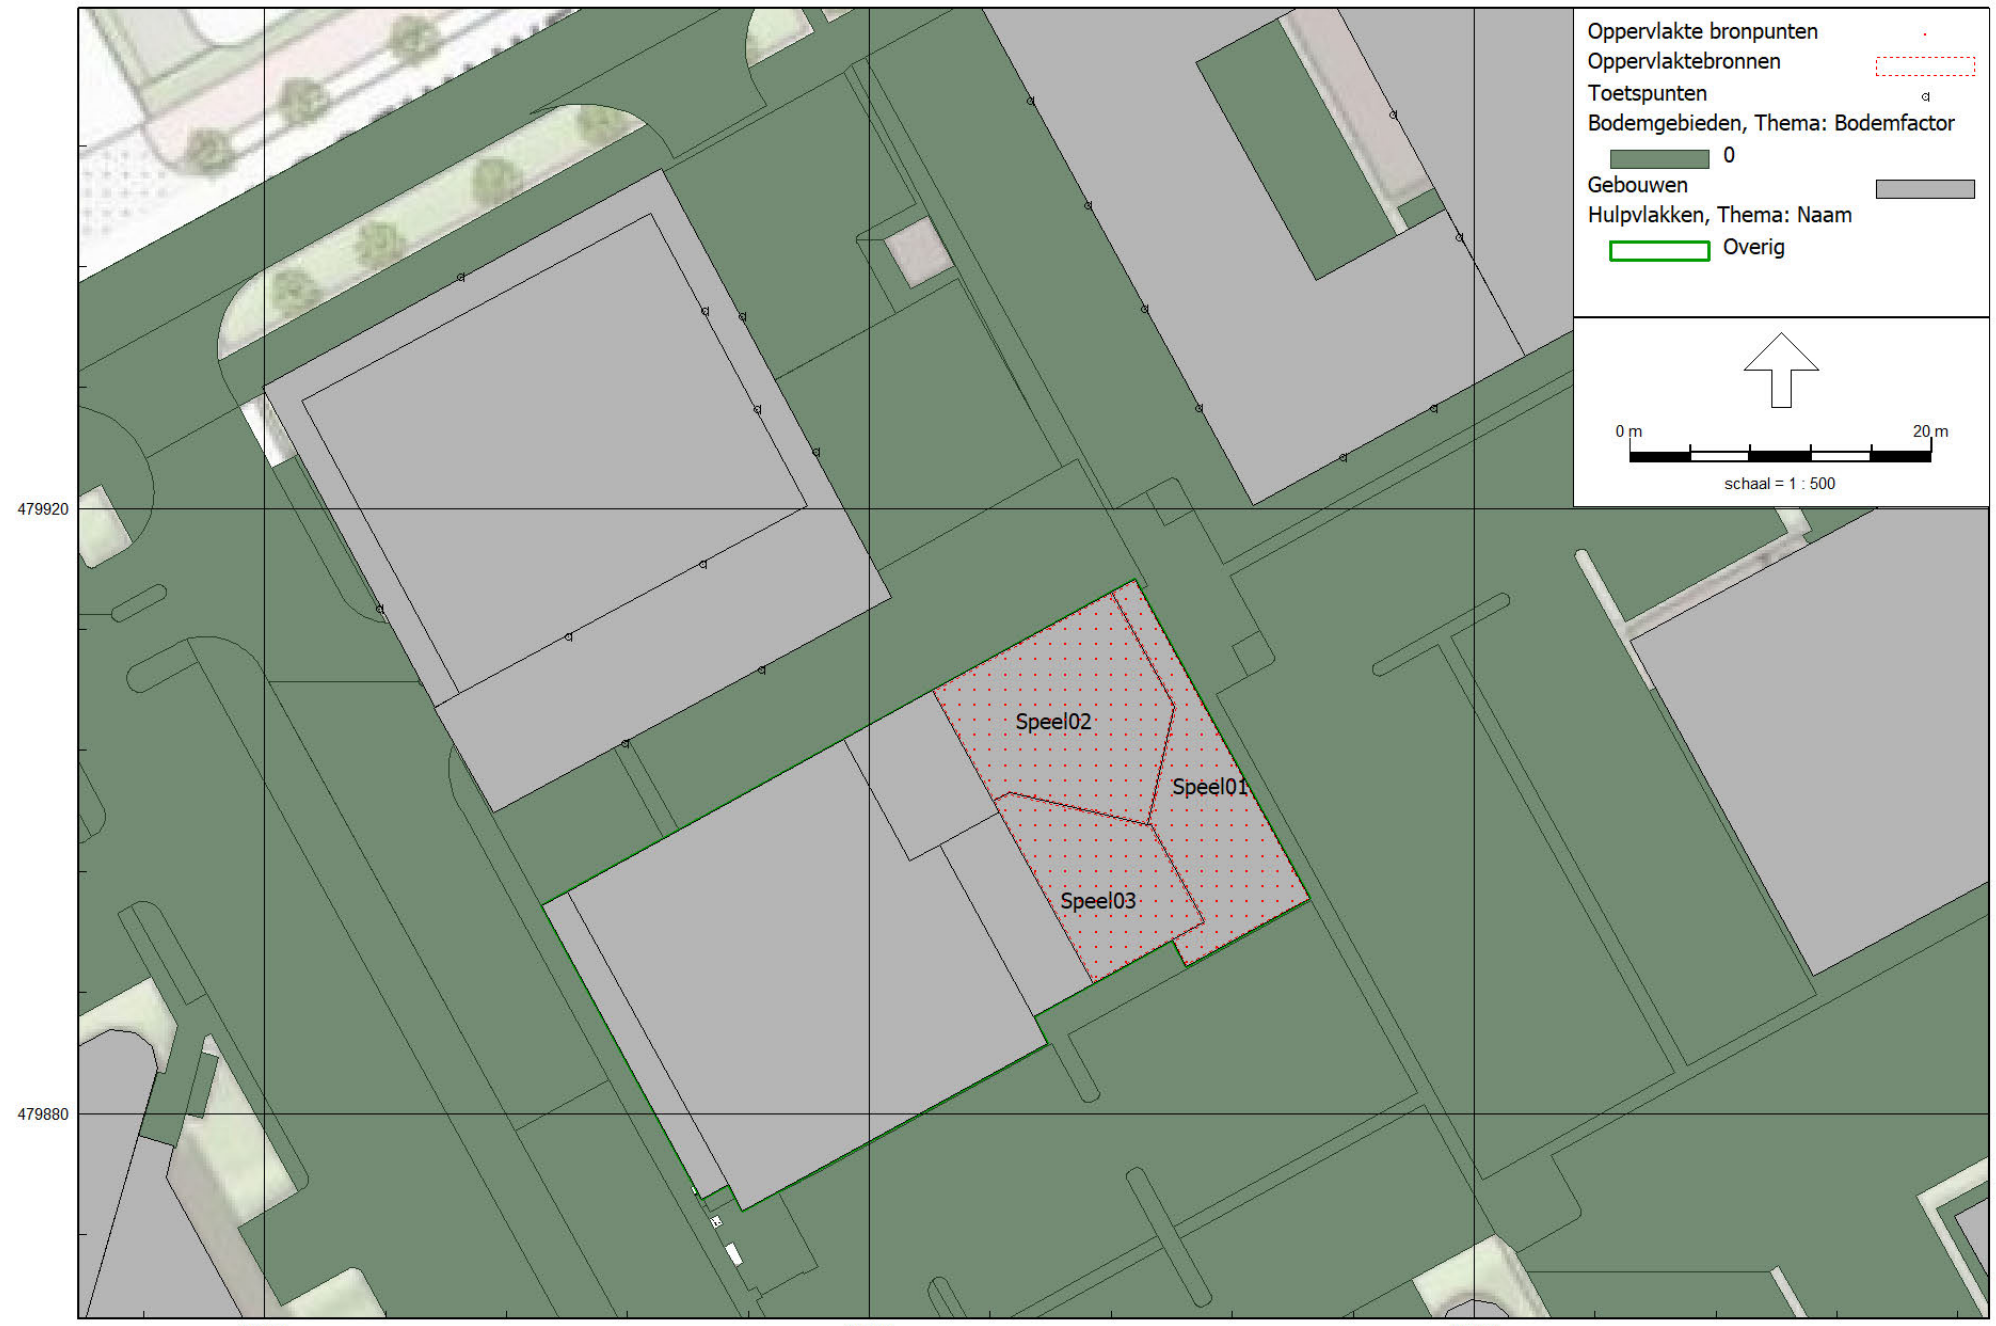 Oppervlakte bronpunten
Oppervlaktebronnen
Toetspunten
Bodemgebieden, Thema: Bodemfactor
0
Gebouwen
Hulpvlakken, Thema: Naam
Overig
0 m 20 m
schaal = 1 : 500
479920
Speel02
Speel01
Speel03
479880